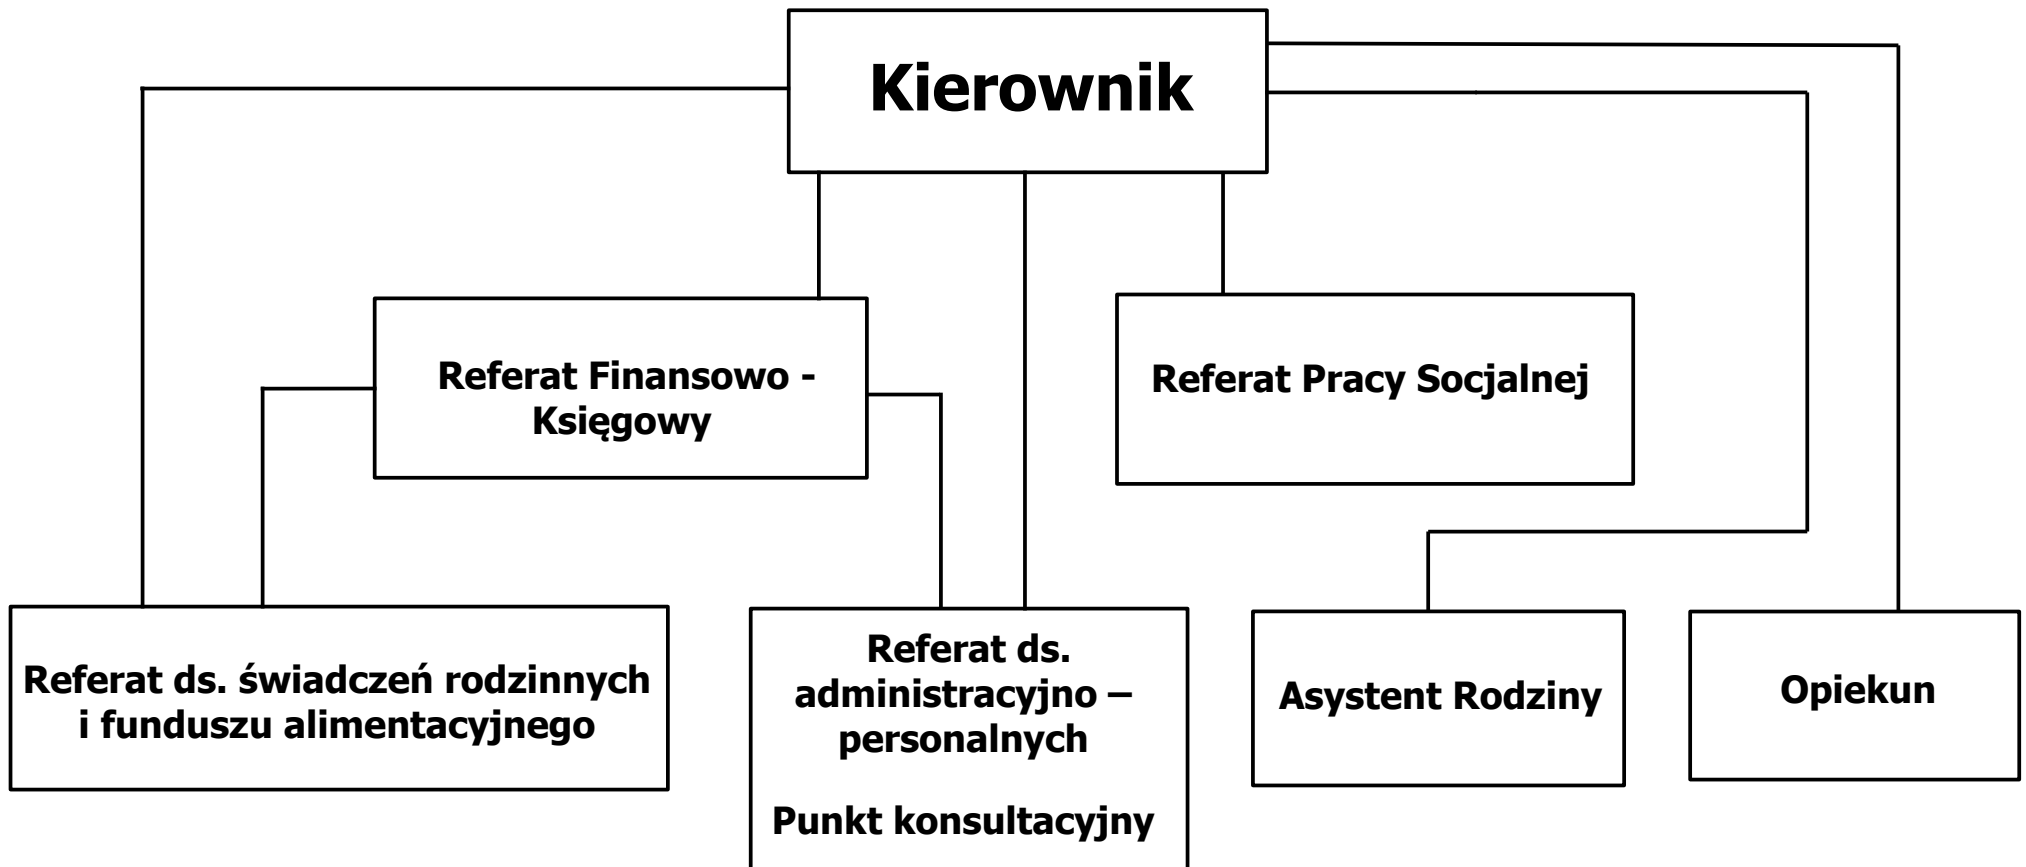 Kierownik
Referat Finansowo -
Księgowy
Referat Pracy Socjalnej
Referat ds. świadczeń rodzinnych
i funduszu alimentacyjnego
Referat ds.
administracyjno –
personalnych
Punkt konsultacyjny
Asystent Rodziny
Opiekun